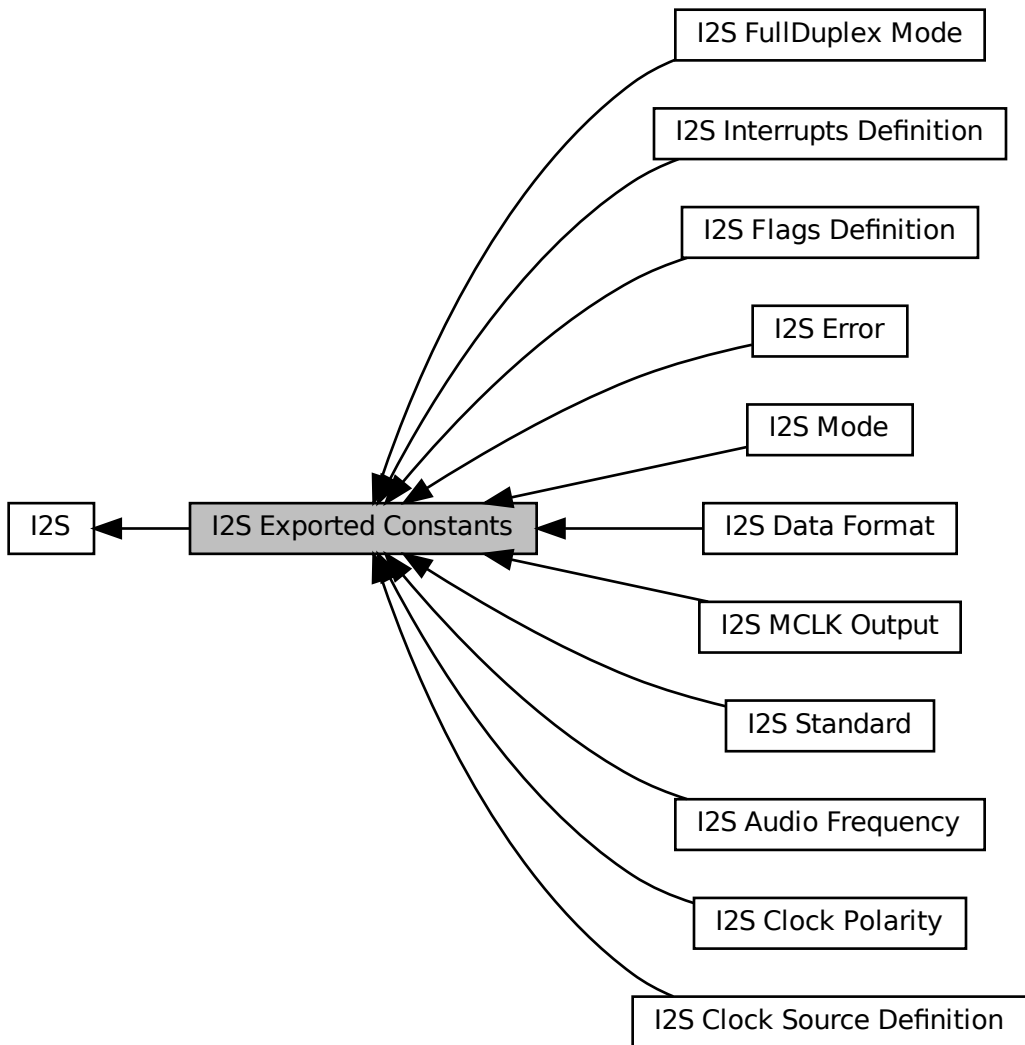 I2S FullDuplex Mode
I2S Interrupts Definition
I2S Flags Definition
I2S Error
I2S Mode
I2S
I2S Exported Constants
I2S Data Format
I2S MCLK Output
I2S Standard
I2S Audio Frequency
I2S Clock Polarity
I2S Clock Source Definition